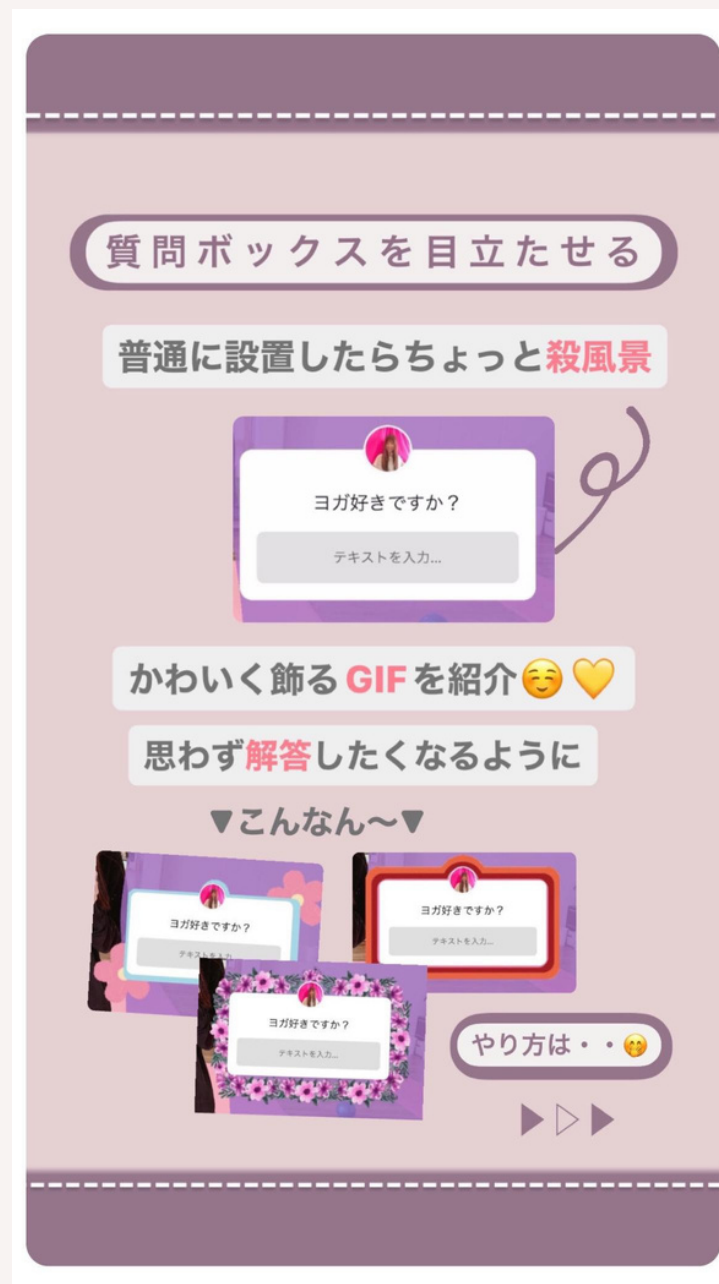 質問ボックスを目立たせる
普通に設置したらちょっと殺風景
ヨガ好きですか？
テキストを入力...
かわいく飾るGIFを紹介☺️💛
思わず解答したくなるように
▼こんなん〜▼
ヨガ好きですか？
テキストを入力
ヨガ好きですか？
テキストを入力...
ヨガ好きですか？
テキストを入力...
やり方は・・🤭
▶▷▶